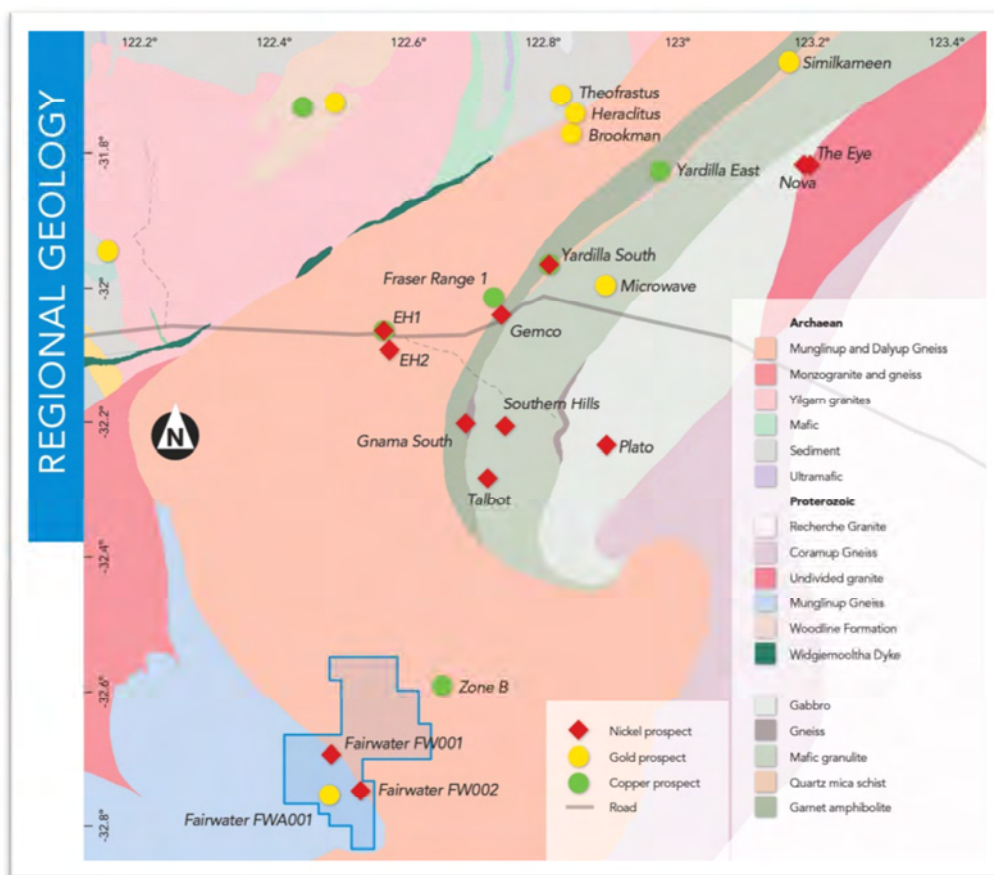 REGIONAL GEOLOGY
122.2°
122.4°
122.6°
122.8°
123°
123.2°
123.4°
-31.8°
-32°
-32.2°
-32.4°
-32.6°
-32.8°
Similkameen
Theofrastus
Heraclitus
Brookman
Yardilla East
The Eye
Nova
Yardilla South
Fraser Range 1
Microwave
EH1
Gemco
EH2
Southern Hills
Gnama South
Plato
Talbot
Zone B
Fairwater FW001
Fairwater FW002
Fairwater FWA001
N
Nickel prospect
Gold prospect
Copper prospect
Road
Archaean
Munglinup and Dalyup Gneiss
Monzogranite and gneiss
Yilgarn granites
Mafic
Sediment
Ultramafic
Proterozoic
Recherche Granite
Coramup Gneiss
Undivided granite
Munglinup Gneiss
Woodline Formation
Widgiemooltha Dyke
Gabbro
Gneiss
Mafic granulite
Quartz mica schist
Garnet amphibolite